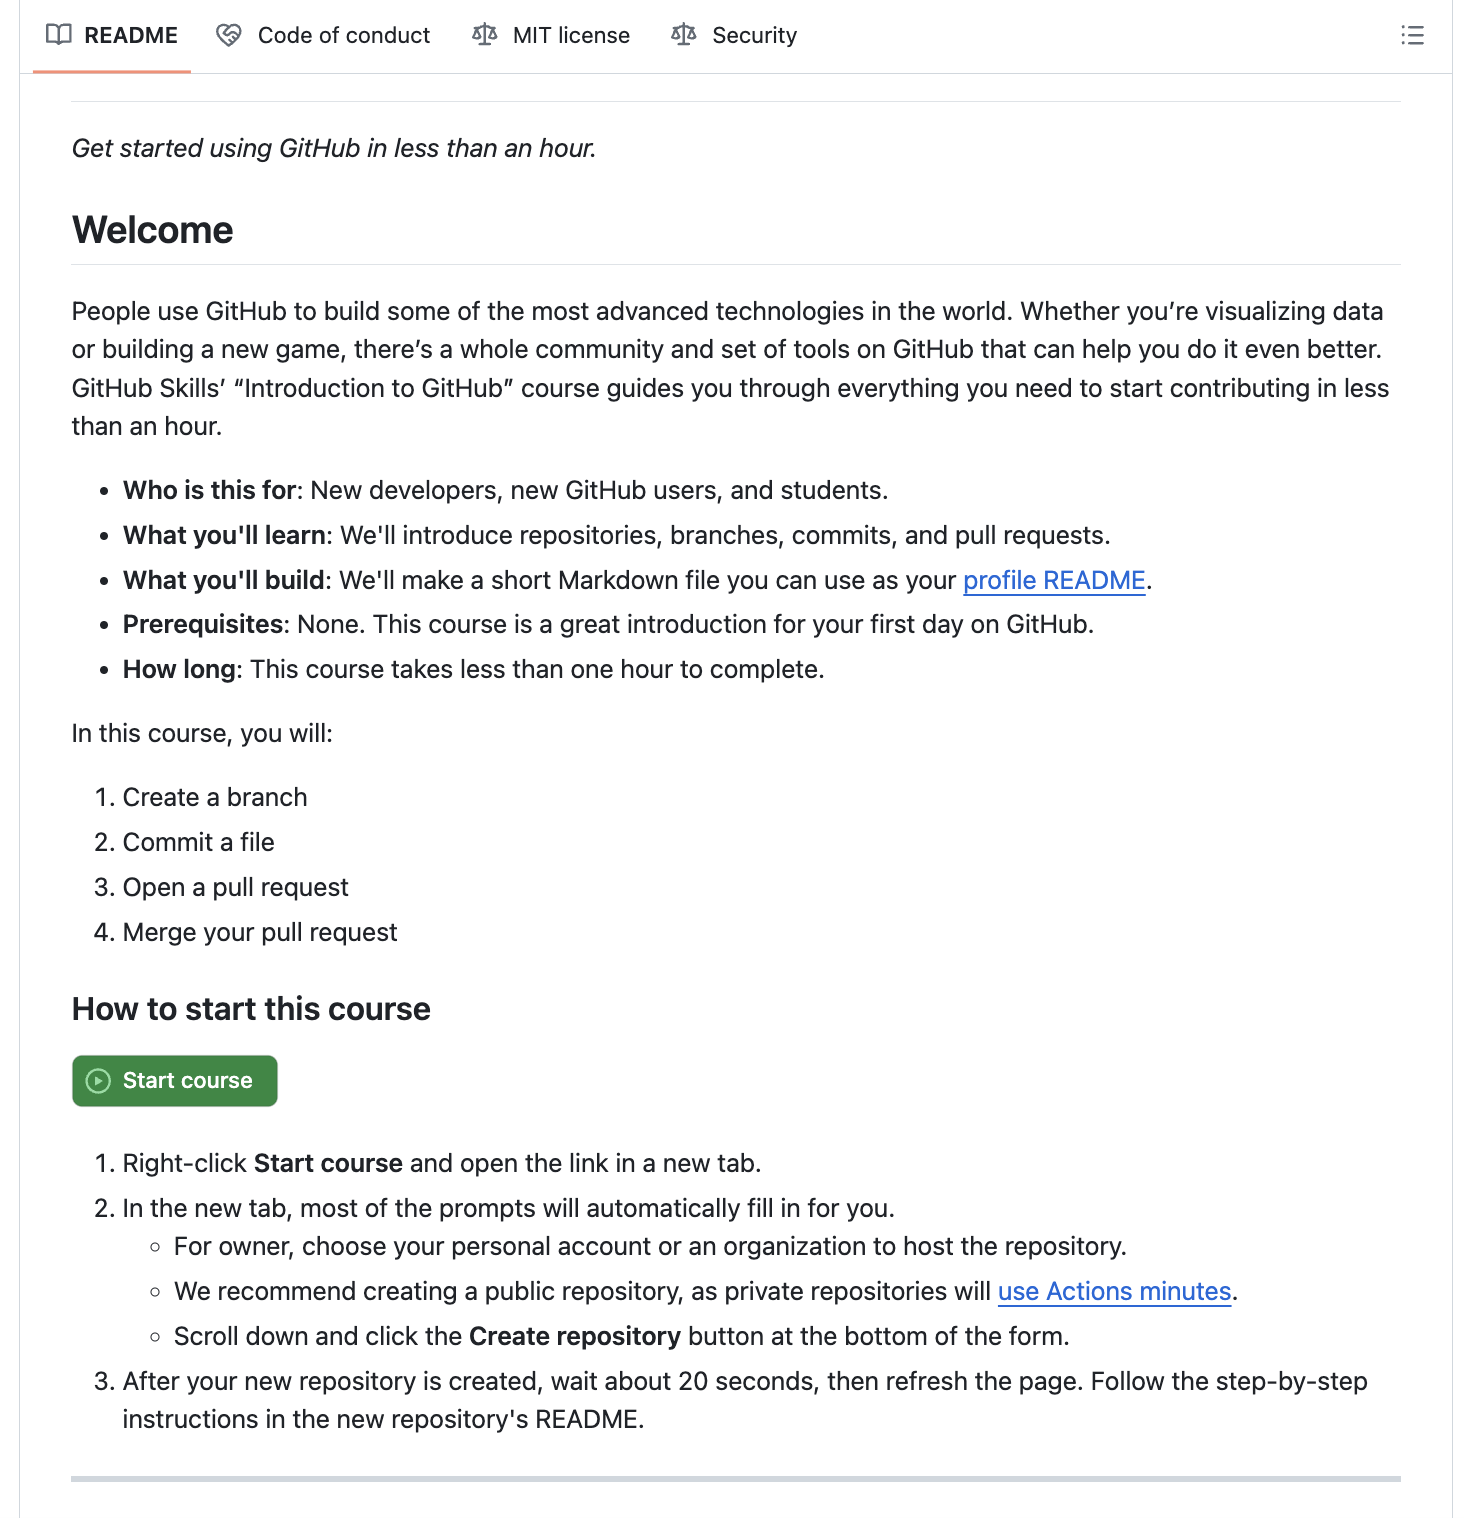 README
Code of conduct
MIT license
Security
Get started using GitHub in less than an hour.
Welcome
People use GitHub to build some of the most advanced technologies in the world. Whether you’re visualizing data
or building a new game, there’s a whole community and set of tools on GitHub that can help you do it even better.
GitHub Skills’ “Introduction to GitHub” course guides you through everything you need to start contributing in less
than an hour.
• Who is this for: New developers, new GitHub users, and students.
• What you'll learn: We'll introduce repositories, branches, commits, and pull requests.
• What you'll build: We'll make a short Markdown file you can use as your profile README.
• Prerequisites: None. This course is a great introduction for your first day on GitHub.
• How long: This course takes less than one hour to complete.
In this course, you will:
1. Create a branch
2. Commit a file
3. Open a pull request
4. Merge your pull request
How to start this course
Start course
1. Right-click Start course and open the link in a new tab.
2. In the new tab, most of the prompts will automatically fill in for you.
◦ For owner, choose your personal account or an organization to host the repository.
◦ We recommend creating a public repository, as private repositories will use Actions minutes.
◦ Scroll down and click the Create repository button at the bottom of the form.
3. After your new repository is created, wait about 20 seconds, then refresh the page. Follow the step-by-step
instructions in the new repository's README.